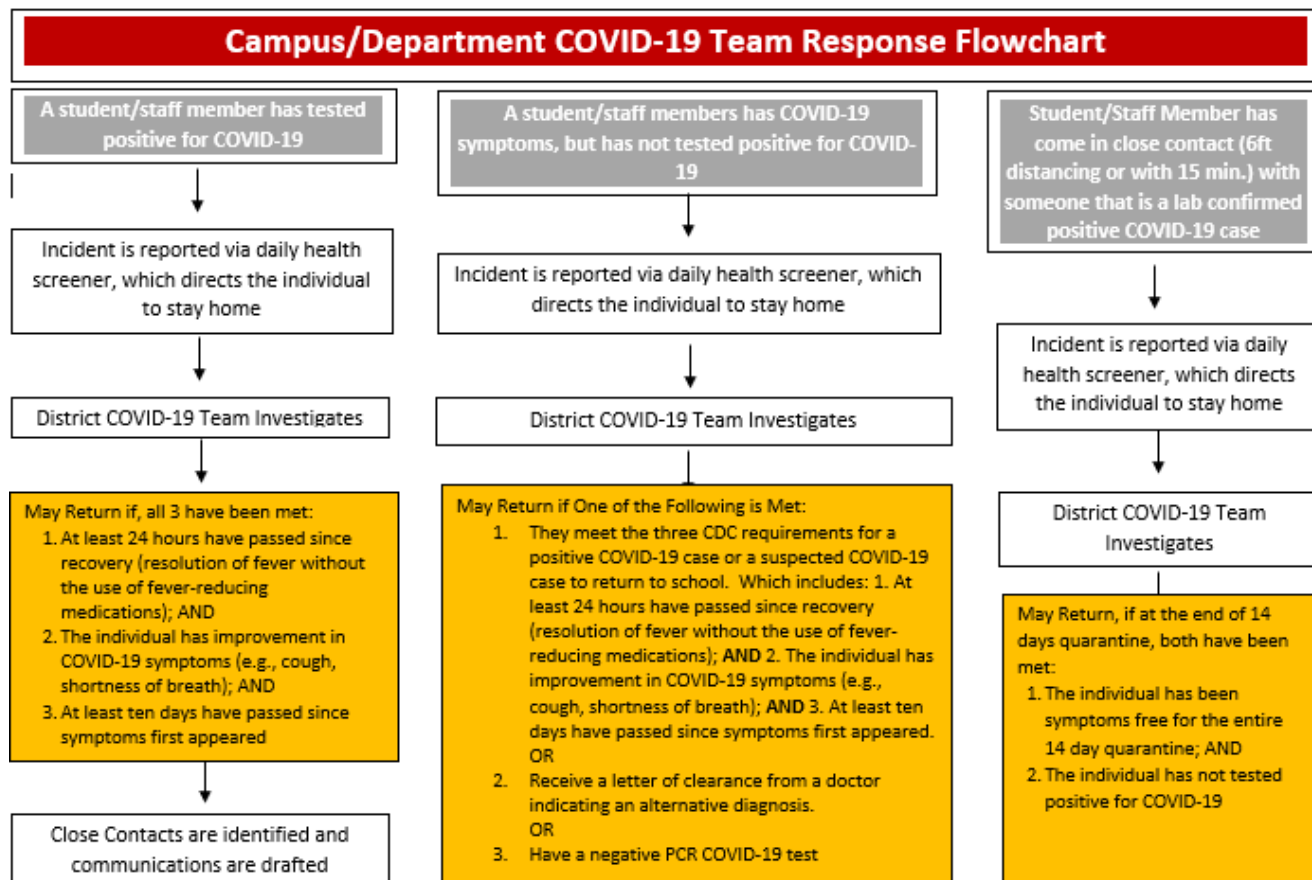 Campus/Department COVID-19 Team Response Flowchart
A student/staff member has tested
positive for COVID-19
Incident is reported via daily health
screener, which directs the individual
to stay home
District COVID-19 Team Investigates
May Return if, all 3 have been met:
1. At least 24 hours have passed since
recovery (resolution of fever without
the use of fever-reducing
medications); AND
2. The individual has improvement in
COVID-19 symptoms (e.g., cough,
shortness of breath); AND
3. At least ten days have passed since
symptoms first appeared
Close Contacts are identified and
communications are drafted
A student/staff members has COVID-19
symptoms, but has not tested positive for COVID-
19
Incident is reported via daily health screener, which
directs the individual to stay home
District COVID-19 Team Investigates
May Return if One of the Following is Met:
1. They meet the three CDC requirements for a
positive COVID-19 case or a suspected COVID-19
case to return to school. Which includes: 1. At
least 24 hours have passed since recovery
(resolution of fever without the use of fever-
reducing medications); AND 2. The individual has
improvement in COVID-19 symptoms (e.g.,
cough, shortness of breath); AND 3. At least ten
days have passed since symptoms first appeared.
OR
2. Receive a letter of clearance from a doctor
indicating an alternative diagnosis.
OR
3. Have a negative PCR COVID-19 test
Student/Staff Member has
come in close contact (6ft
distancing or with 15 min.) with
someone that is a lab confirmed
positive COVID-19 case
Incident is reported via daily
health screener, which directs
the individual to stay home
District COVID-19 Team
Investigates
May Return, if at the end of 14
days quarantine, both have been
met:
1. The individual has been
symptoms free for the entire
14 day quarantine; AND
2. The individual has not tested
positive for COVID-19